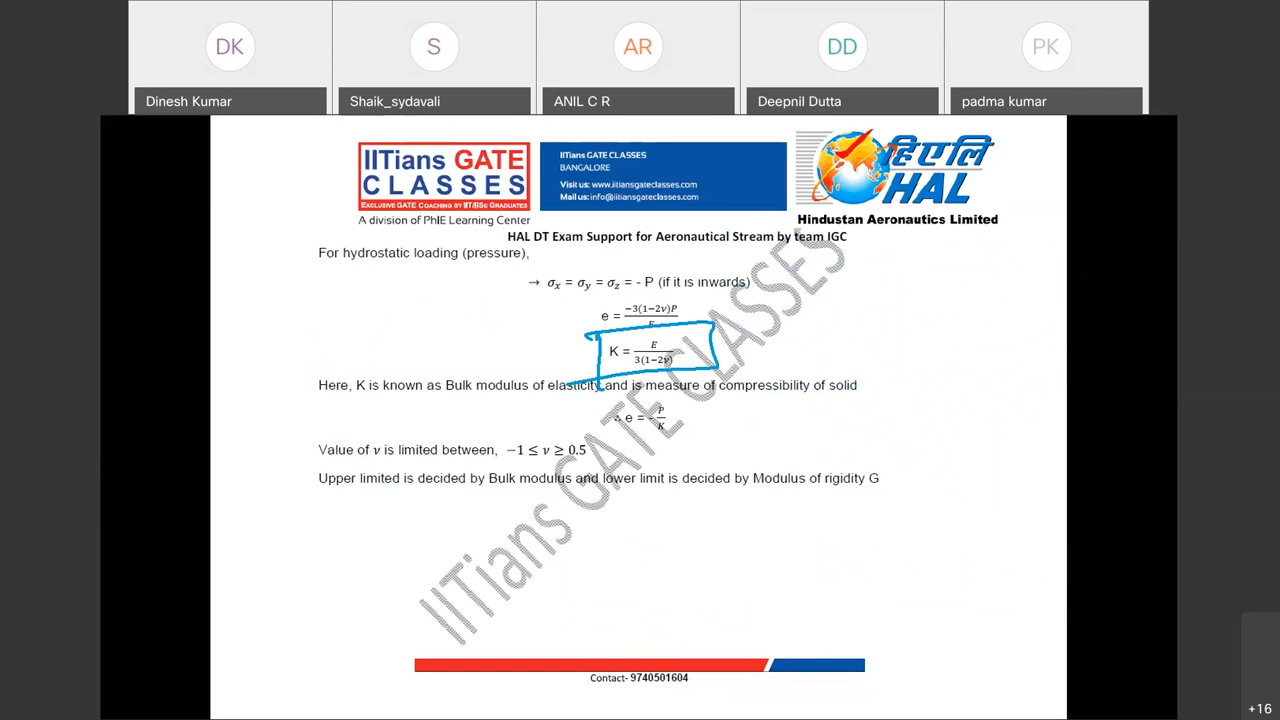 DK S AR DD PK
Dinesh Kumar Shaik_sydavali ANIL C R Deepnil Dutta padma kumar
IITians GATE
CLASSES
EXCLUSIVE GATE COACHING BY IIT/IISc GRADUATES
A division of PhIE Learning Center
IITians GATE CLASSES
BANGALORE
Visit us: www.iitiansgateclasses.com
Mail us: info@iitiansgateclasses.com
हिएलि
HAL
Hindustan Aeronautics Limited
HAL DT Exam Support for Aeronautical Stream by team IGC
For hydrostatic loading (pressure),
→ σx = σy = σz = - P (if it is inwards)
e = −3(1−2ν)P / E
K = E / 3(1−2ν)
Here, K is known as Bulk modulus of elasticity and is measure of compressibility of solid
∴ e = - P / K
Value of ν is limited between, −1 ≤ ν ≥ 0.5
Upper limited is decided by Bulk modulus and lower limit is decided by Modulus of rigidity G
IITians GATE CLASSES
Contact- 9740501604
+16